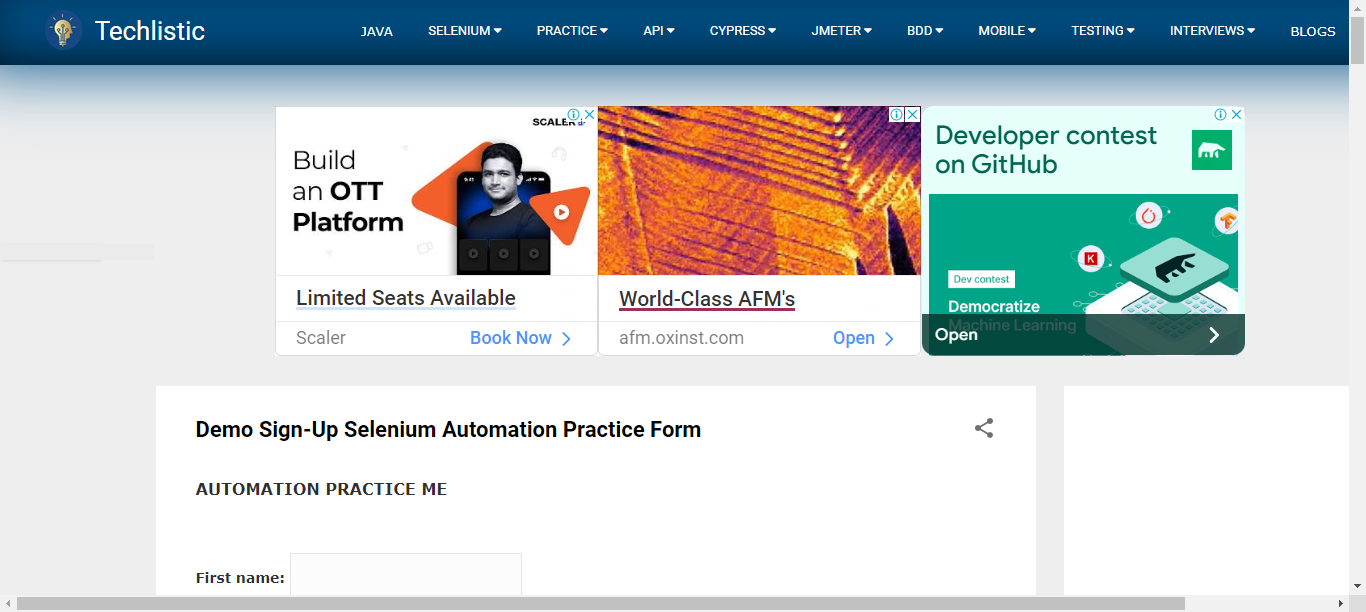 Techlistic
JAVA
SELENIUM
PRACTICE
API
CYPRESS
JMETER
BDD
MOBILE
TESTING
INTERVIEWS
BLOGS
SCALER
Build
an OTT
Platform
9:41
Limited Seats Available
Scaler
Book Now
World-Class AFM's
afm.oxinst.com
Open
Developer contest
on GitHub
K
Dev contest
Democratize
Machine Learning
Open
Demo Sign-Up Selenium Automation Practice Form
AUTOMATION PRACTICE ME
First name: